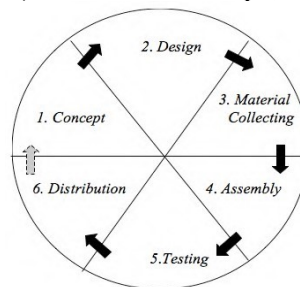 2. Design
3. Material
Collecting
1. Concept
6. Distribution
4. Assembly
5.Testing